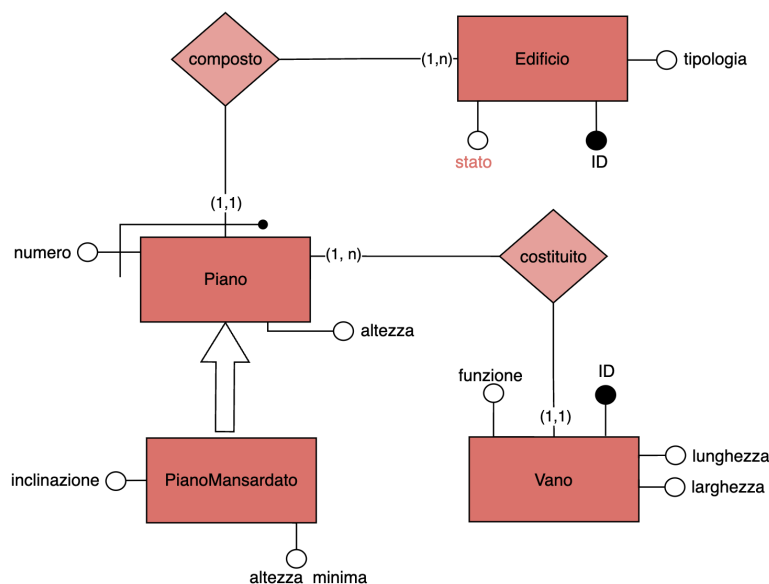 composto
(1,n)
Edificio
tipologia
stato
ID
(1,1)
numero
Piano
(1, n)
costituito
altezza
funzione
ID
(1,1)
inclinazione
PianoMansardato
Vano
lunghezza
larghezza
altezza minima